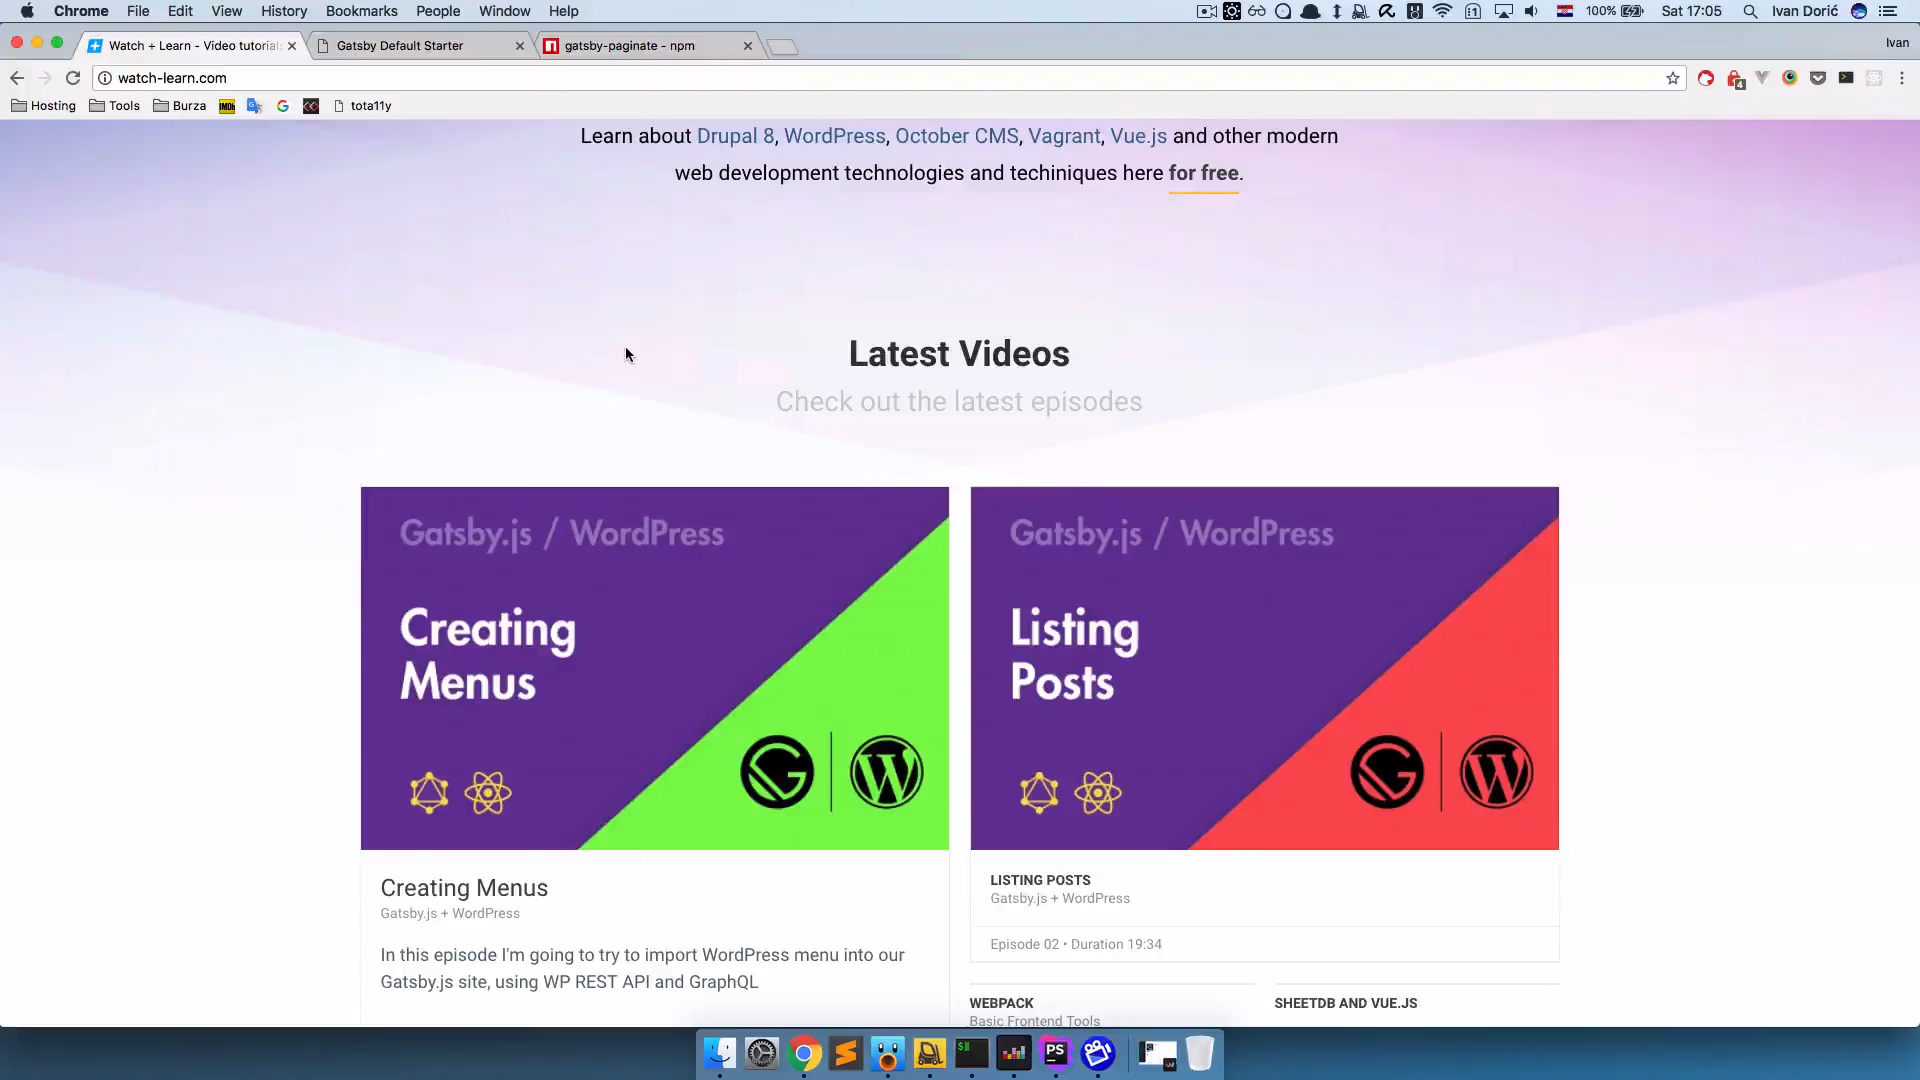 Chrome File Edit View History Bookmarks People Window Help 100% Sat 17:05 Ivan Dorić
Watch + Learn - Video tutorial Gatsby Default Starter gatsby-paginate - npm Ivan
watch-learn.com
Hosting Tools Burza IMDb tota11y
Learn about Drupal 8, WordPress, October CMS, Vagrant, Vue.js and other modern
web development technologies and techiniques here for free.
Latest Videos
Check out the latest episodes
Gatsby.js / WordPress
Creating
Menus
Gatsby.js / WordPress
Listing
Posts
Creating Menus
Gatsby.js + WordPress
In this episode I'm going to try to import WordPress menu into our
Gatsby.js site, using WP REST API and GraphQL
LISTING POSTS
Gatsby.js + WordPress
Episode 02 • Duration 19:34
WEBPACK
Basic Frontend Tools
SHEETDB AND VUE.JS
PS